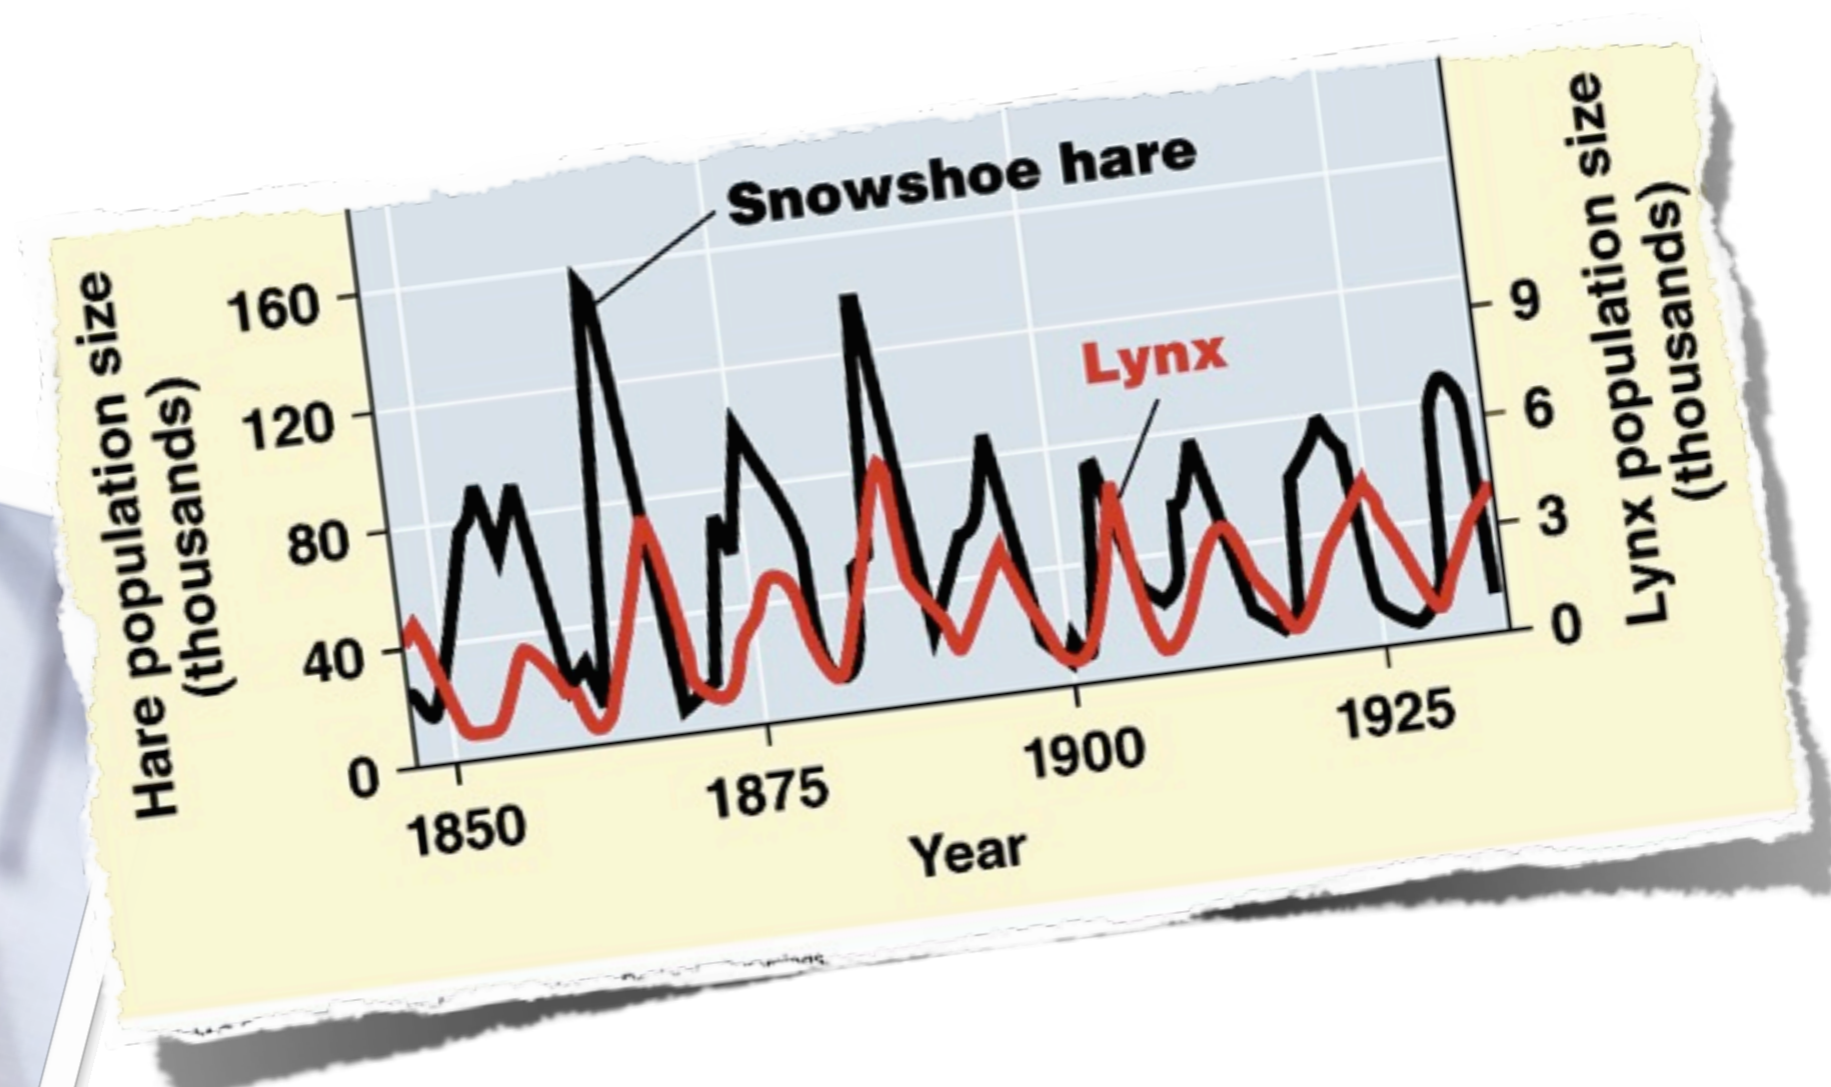 Snowshoe hare
Lynx
Hare population size
(thousands)
160
120
80
40
0
Lynx population size
(thousands)
9
6
3
0
1850
1875
1900
1925
Year